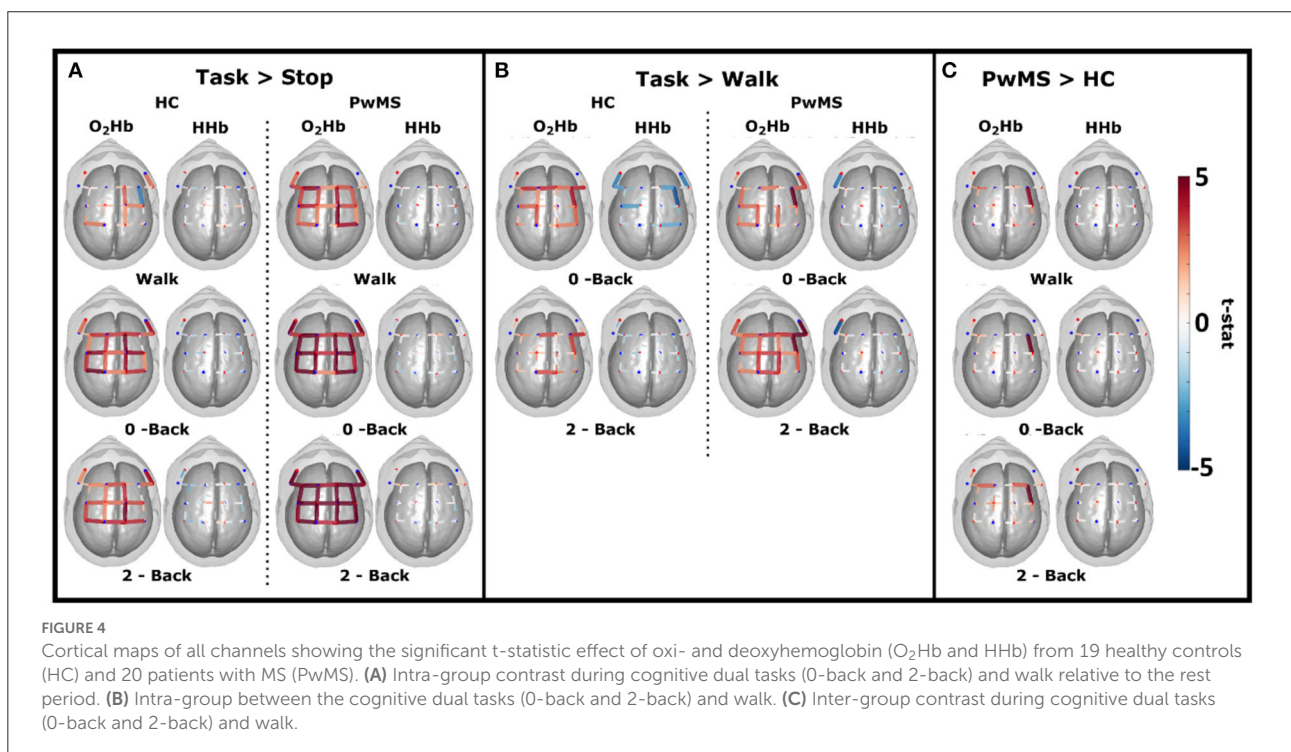 A
Task > Stop
HC
PwMS
O₂Hb HHb O₂Hb HHb
Walk Walk
0 -Back 0 -Back
2 - Back 2 - Back
B
Task > Walk
HC
PwMS
O₂Hb HHb O₂Hb HHb
0 -Back 0 -Back
2 - Back 2 - Back
C
PwMS > HC
O₂Hb HHb
Walk
0 -Back
2 - Back
5
0
-5
t-stat
FIGURE 4
Cortical maps of all channels showing the significant t-statistic effect of oxi- and deoxyhemoglobin (O₂Hb and HHb) from 19 healthy controls
(HC) and 20 patients with MS (PwMS). (A) Intra-group contrast during cognitive dual tasks (0-back and 2-back) and walk relative to the rest
period. (B) Intra-group between the cognitive dual tasks (0-back and 2-back) and walk. (C) Inter-group contrast during cognitive dual tasks
(0-back and 2-back) and walk.